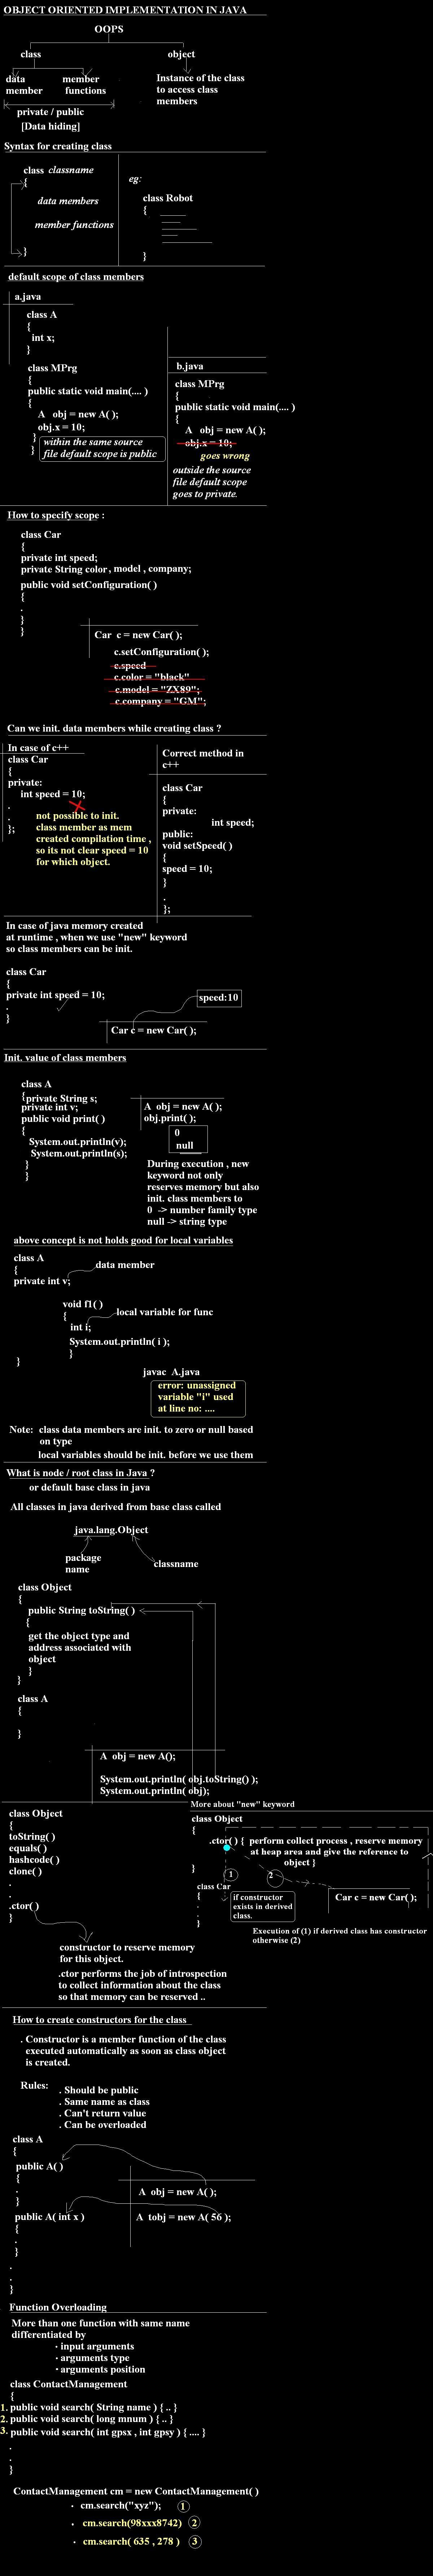 OBJECT ORIENTED IMPLEMENTATION IN JAVA
OOPS
class
object
data member
member functions
Instance of the class
to access class
members
private / public
[Data hiding]
Syntax for creating class
class classname
{
data members
member functions
}
eg:
class Robot
{
}
default scope of class members
a.java
class A
{
int x;
}
class MPrg
{
public static void main(.... )
{
A obj = new A( );
obj.x = 10;
}
}
within the same source
file default scope is public
b.java
class MPrg
{
public static void main(.... )
{
A obj = new A( );
obj.x = 10;
goes wrong
outside the source
file default scope
goes to private.
How to specify scope :
class Car
{
private int speed;
private String color , model , company;
public void setConfiguration( )
{
.
}
}
Car c = new Car( );
c.setConfiguration( );
c.speed
c.color = "black"
c.model = "ZX89";
c.company = "GM";
Can we init. data members while creating class ?
In case of c++
class Car
{
private:
int speed = 10;
.
.
};
not possible to init.
class member as mem
created compilation time ,
so its not clear speed = 10
for which object.
Correct method in
c++
class Car
{
private:
int speed;
public:
void setSpeed( )
{
speed = 10;
}
.
};
In case of java memory created
at runtime , when we use "new" keyword
so class members can be init.
class Car
{
private int speed = 10;
.
}
speed:10
Car c = new Car( );
Init. value of class members
class A
{
private String s;
private int v;
public void print( )
{
System.out.println(v);
System.out.println(s);
}
}
A obj = new A( );
obj.print( );
0
null
During execution , new
keyword not only
reserves memory but also
init. class members to
0 -> number family type
null -> string type
above concept is not holds good for local variables
class A
{
private int v;
data member
void f1( )
{
int i;
local variable for func
System.out.println( i );
}
}
javac A.java
error: unassigned
variable "i" used
at line no: ....
Note: class data members are init. to zero or null based
on type
local variables should be init. before we use them
What is node / root class in Java ?
or default base class in java
All classes in java derived from base class called
java.lang.Object
package
name
classname
class Object
{
public String toString( )
{
get the object type and
address associated with
object
}
}
class A
{
}
A obj = new A();
System.out.println( obj.toString() );
System.out.println( obj);
class Object
{
toString( )
equals( )
hashcode( )
clone( )
.
.
.ctor( )
}
constructor to reserve memory
for this object.
.ctor performs the job of introspection
to collect information about the class
so that memory can be reserved ..
More about "new" keyword
class Object
{
.ctor( ) { perform collect process , reserve memory
at heap area and give the reference to
object }
}
1
2
class Car
{
.
.
}
if constructor
exists in derived
class.
Car c = new Car( );
Execution of (1) if derived class has constructor
otherwise (2)
How to create constructors for the class
. Constructor is a member function of the class
executed automatically as soon as class object
is created.
Rules:
. Should be public
. Same name as class
. Can't return value
. Can be overloaded
class A
{
public A( )
{
.
}
public A( int x )
{
.
}
.
.
}
A obj = new A( );
A tobj = new A( 56 );
Function Overloading
More than one function with same name
differentiated by
· input arguments
· arguments type
· arguments position
class ContactManagement
{
1. public void search( String name ) { .. }
2. public void search( long mnum ) { .. }
3. public void search( int gpsx , int gpsy ) { .... }
.
.
}
ContactManagement cm = new ContactManagement( )
· cm.search("xyz"); 1
· cm.search(98xxx8742) 2
· cm.search( 635 , 278 ) 3